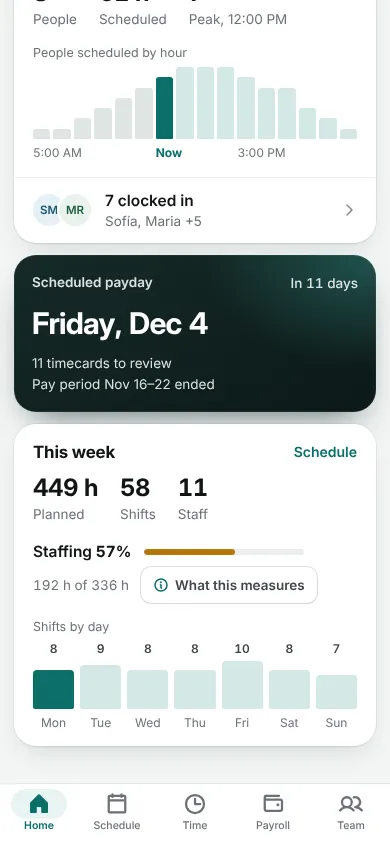 People Scheduled Peak, 12:00 PM
People scheduled by hour
5:00 AM Now 3:00 PM
SM MR
7 clocked in
Sofía, Maria +5
Scheduled payday In 11 days
Friday, Dec 4
11 timecards to review
Pay period Nov 16–22 ended
This week Schedule
449 h 58 11
Planned Shifts Staff
Staffing 57%
192 h of 336 h What this measures
Shifts by day
8 9 8 8 10 8 7
Mon Tue Wed Thu Fri Sat Sun
Home Schedule Time Payroll Team